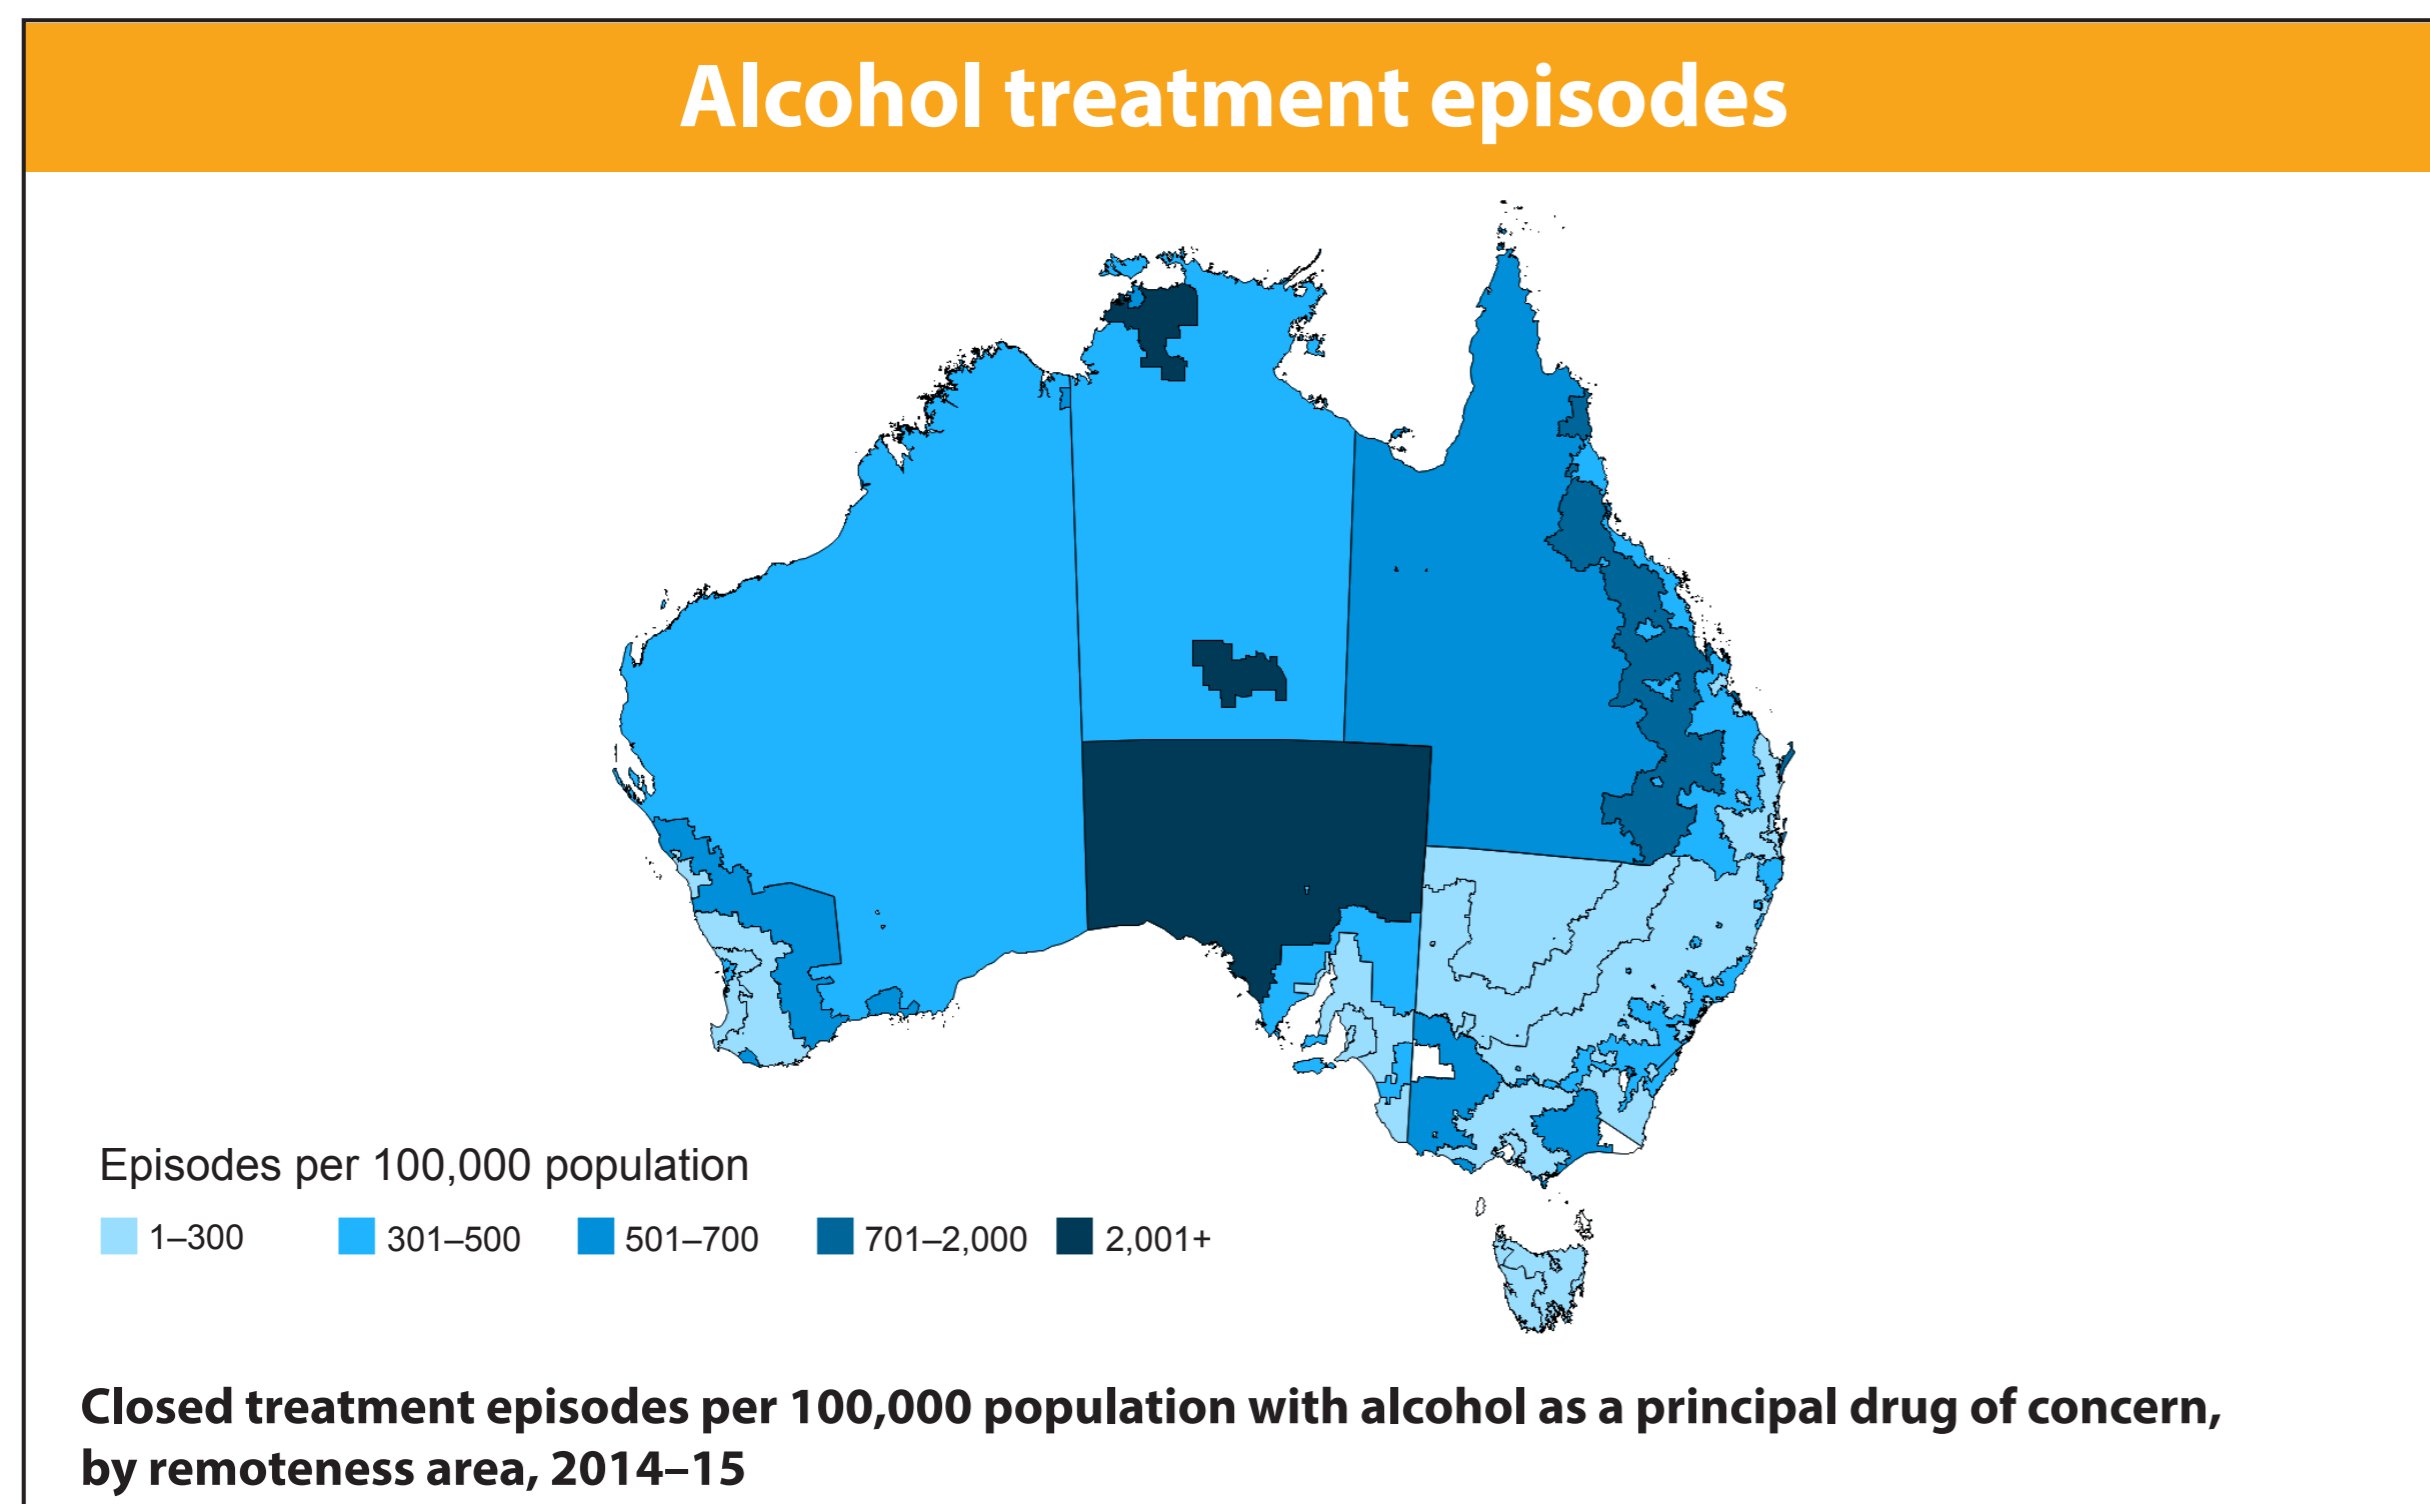 Alcohol treatment episodes
Episodes per 100,000 population
1–300 301–500 501–700 701–2,000 2,001+
Closed treatment episodes per 100,000 population with alcohol as a principal drug of concern,
by remoteness area, 2014–15